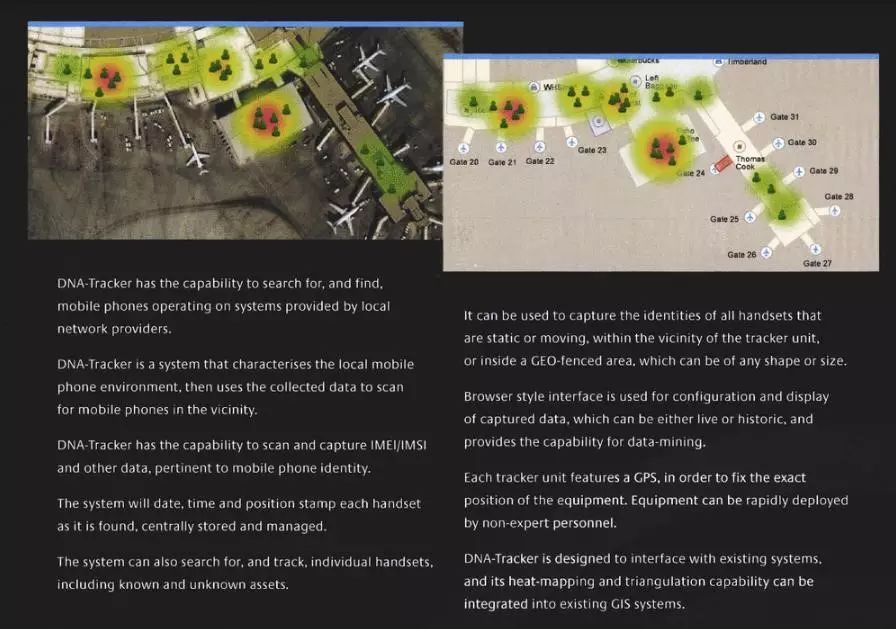 WHS
Starbucks
Left
Baggage
Timberland
Gate 31
Gate 30
Gate 29
Gate 28
Gate 20
Gate 21
Gate 22
Gate 23
Gate 24
Thomas
Cook
Gate 25
Gate 26
Gate 27
DNA-Tracker has the capability to search for, and find,
mobile phones operating on systems provided by local
network providers.
DNA-Tracker is a system that characterises the local mobile
phone environment, then uses the collected data to scan
for mobile phones in the vicinity.
DNA-Tracker has the capability to scan and capture IMEI/IMSI
and other data, pertinent to mobile phone identity.
The system will date, time and position stamp each handset
as it is found, centrally stored and managed.
The system can also search for, and track, individual handsets,
including known and unknown assets.
It can be used to capture the identities of all handsets that
are static or moving, within the vicinity of the tracker unit,
or inside a GEO-fenced area, which can be of any shape or size.
Browser style interface is used for configuration and display
of captured data, which can be either live or historic, and
provides the capability for data-mining.
Each tracker unit features a GPS, in order to fix the exact
position of the equipment. Equipment can be rapidly deployed
by non-expert personnel.
DNA-Tracker is designed to interface with existing systems,
and its heat-mapping and triangulation capability can be
integrated into existing GIS systems.